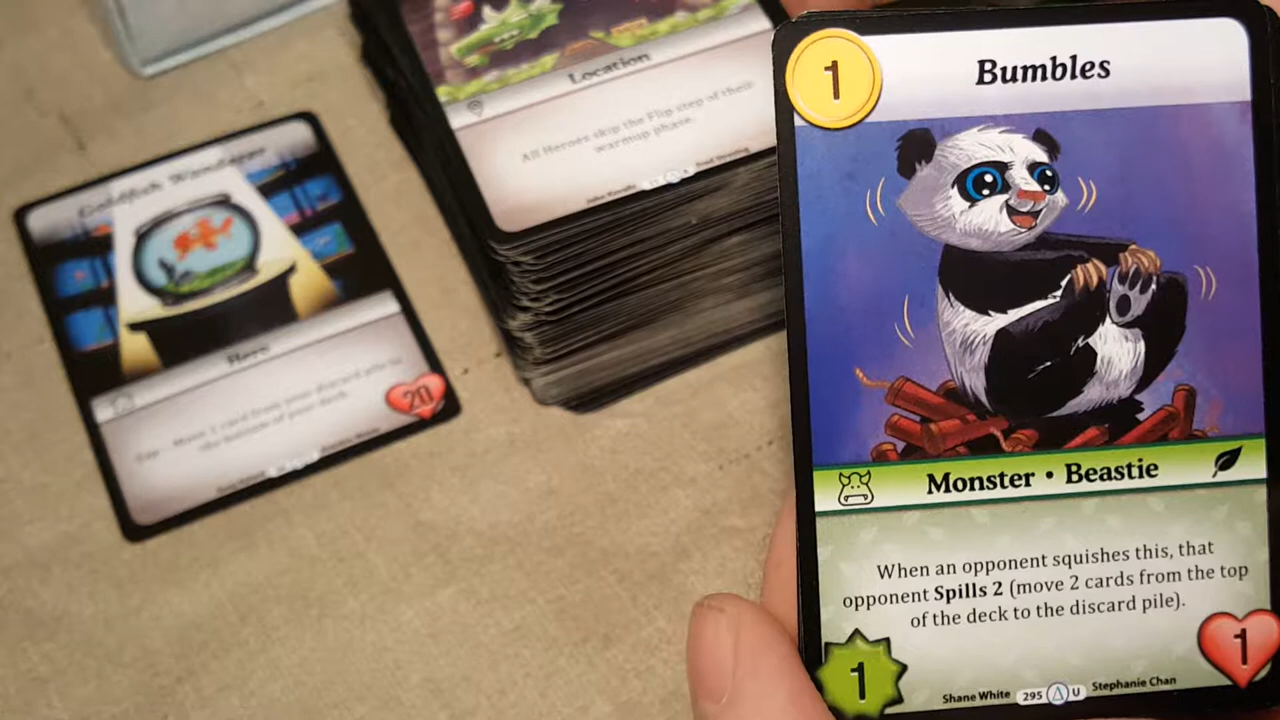 Goldfish
Hero
20
Location
All Heroes skip the Flip step of their
warmup phase.
1
Bumbles
Monster • Beastie
When an opponent squishes this, that
opponent Spills 2 (move 2 cards from the top
of the deck to the discard pile).
1
1
Shane White 295 U Stephanie Chan